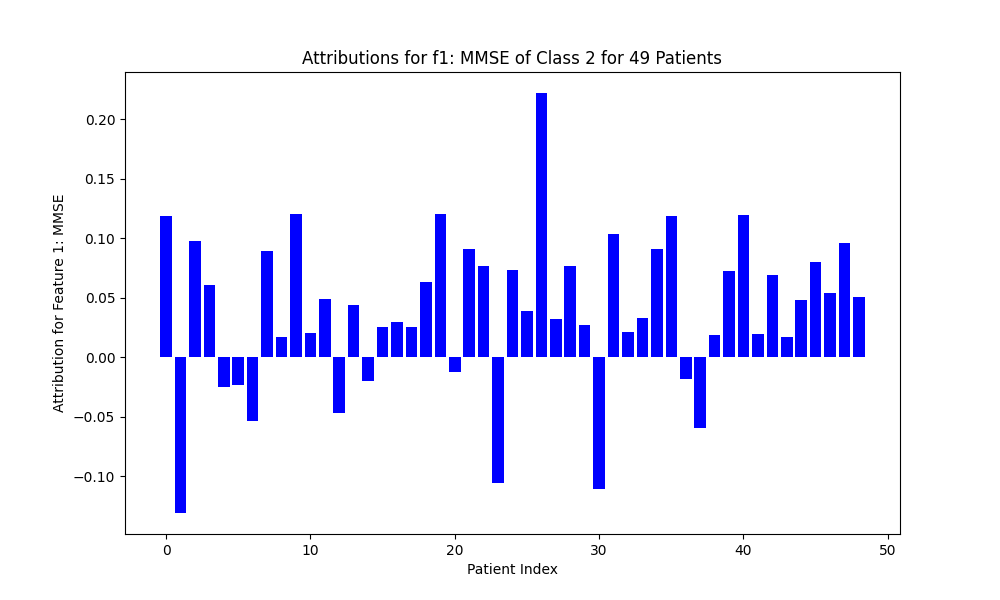 Attributions for f1: MMSE of Class 2 for 49 Patients
Attribution for Feature 1: MMSE
0.20
0.15
0.10
0.05
0.00
−0.05
−0.10
0 10 20 30 40 50
Patient Index